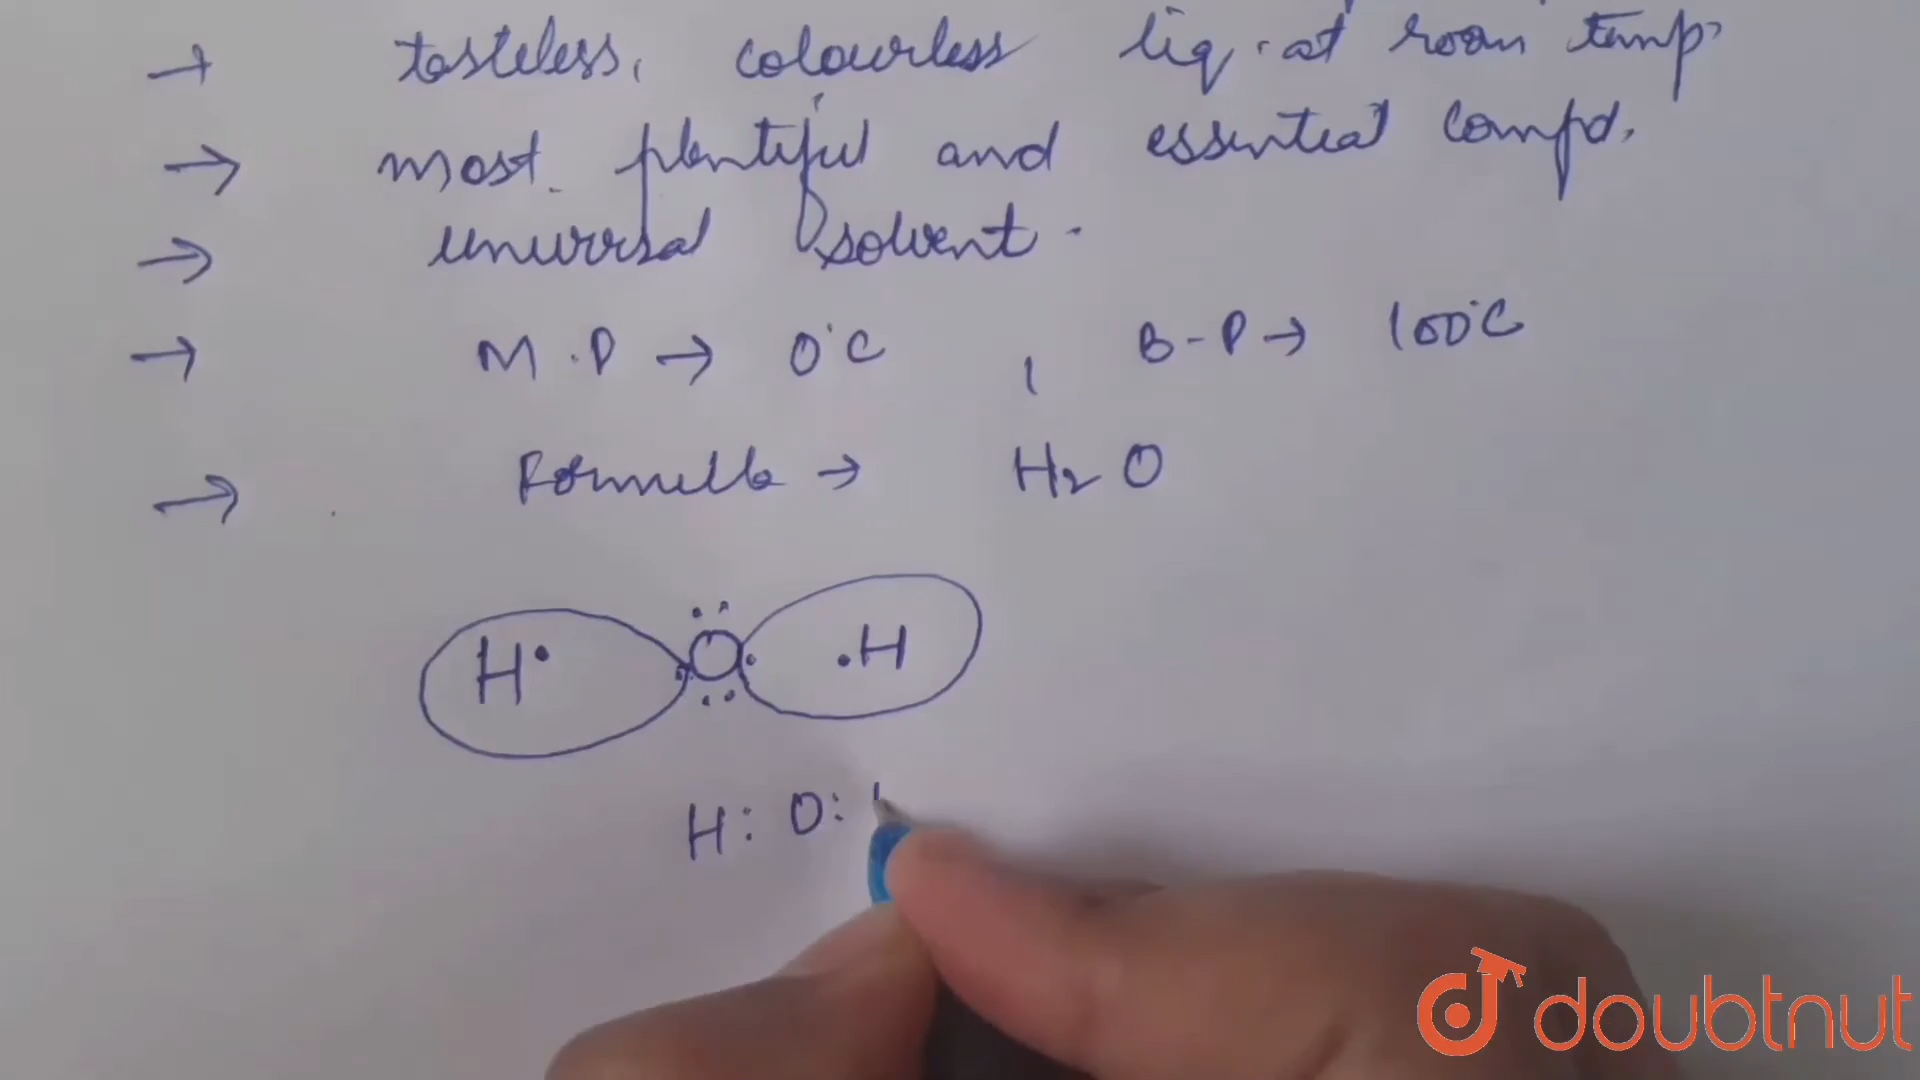 → tasteless, colourless liq. at room temp.
→ most plentiful and essential compd.
→ universal solvent.
→ M.P → 0°C , B-P → 100°C
→ Formula → H₂O
H· :O: ·H
H: O:
doubtnut